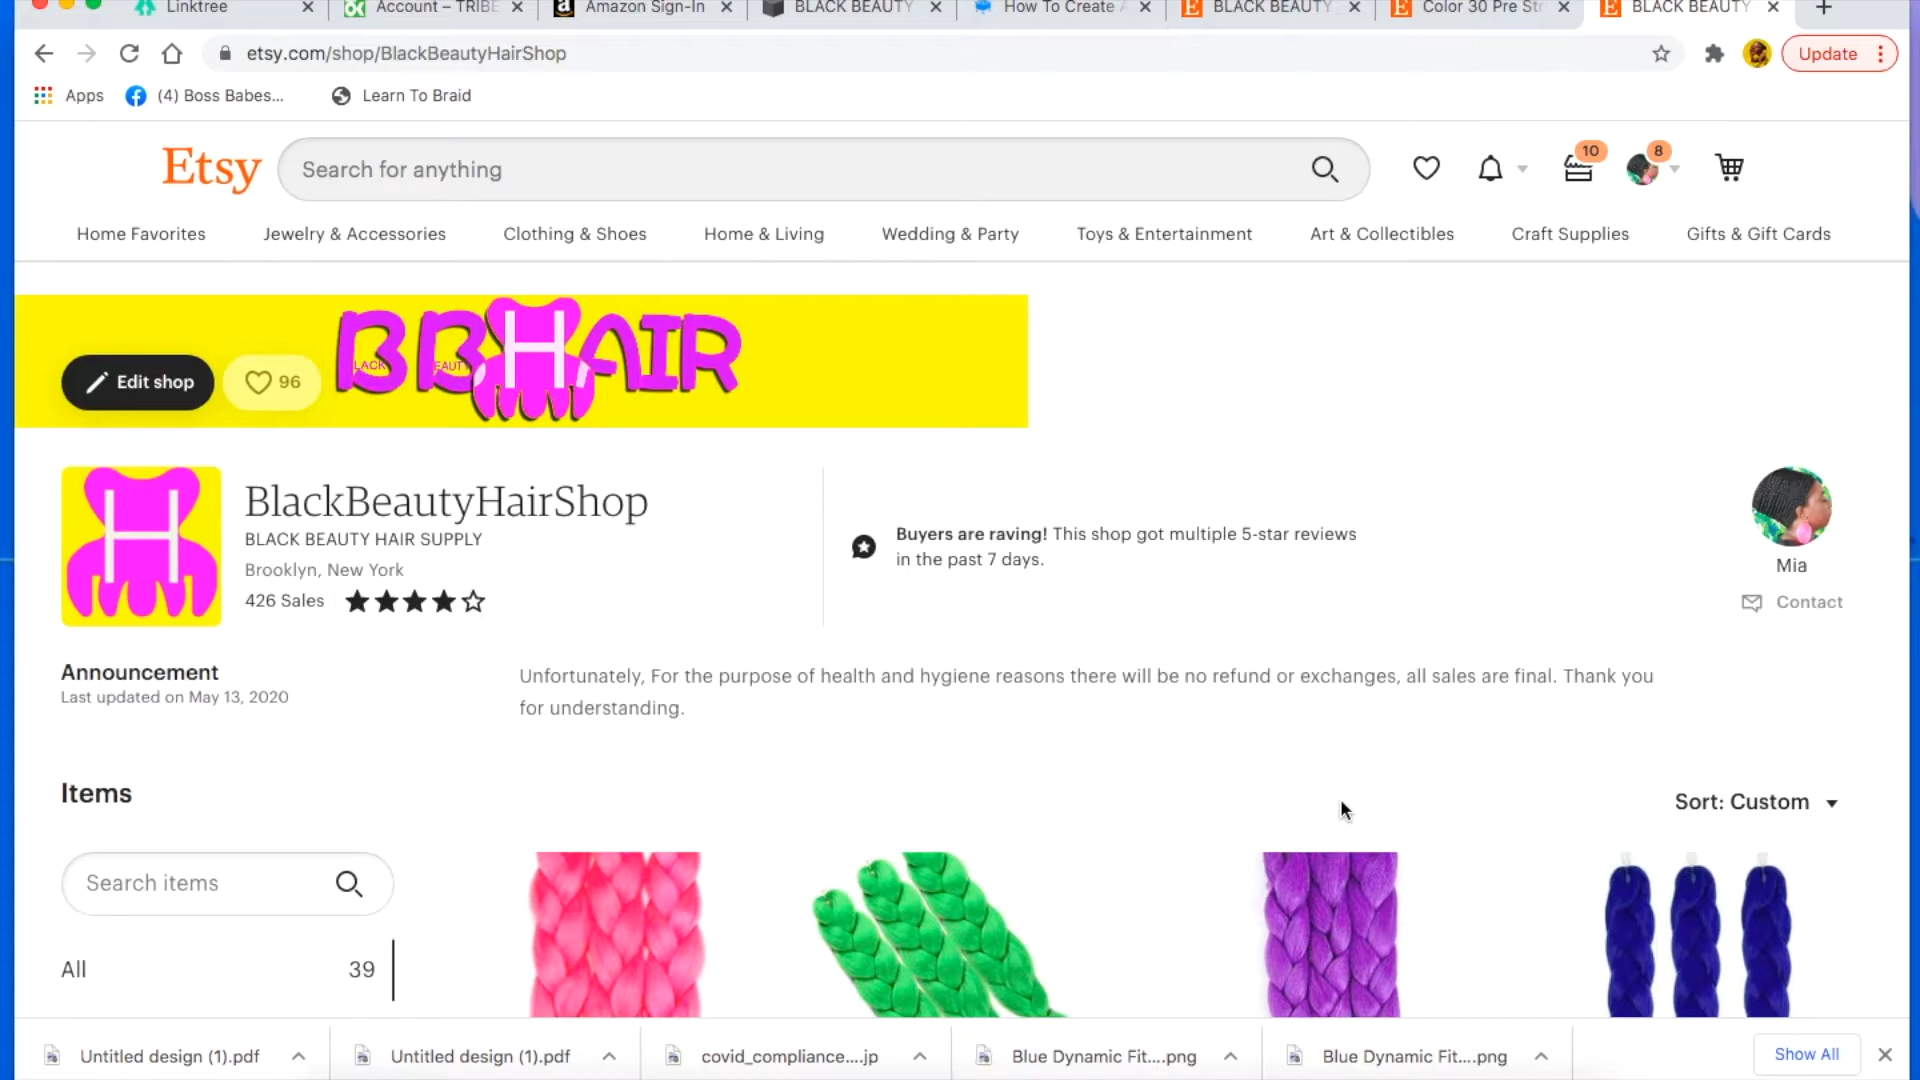 Linktree
Account – TRIBE
Amazon Sign-In
BLACK BEAUTY
How To Create A
BLACK BEAUTY
Color 30 Pre Str
BLACK BEAUTY
etsy.com/shop/BlackBeautyHairShop
Update
Apps
(4) Boss Babes...
Learn To Braid
Etsy
Search for anything
10
8
Home Favorites
Jewelry & Accessories
Clothing & Shoes
Home & Living
Wedding & Party
Toys & Entertainment
Art & Collectibles
Craft Supplies
Gifts & Gift Cards
BBHAIR
LACK
EAUTY
Edit shop
96
H
BlackBeautyHairShop
BLACK BEAUTY HAIR SUPPLY
Brooklyn, New York
426 Sales
Buyers are raving! This shop got multiple 5-star reviews
in the past 7 days.
Mia
Contact
Announcement
Last updated on May 13, 2020
Unfortunately, For the purpose of health and hygiene reasons there will be no refund or exchanges, all sales are final. Thank you
for understanding.
Items
Sort: Custom
Search items
All
39
Untitled design (1).pdf
Untitled design (1).pdf
covid_compliance....jp
Blue Dynamic Fit....png
Blue Dynamic Fit....png
Show All